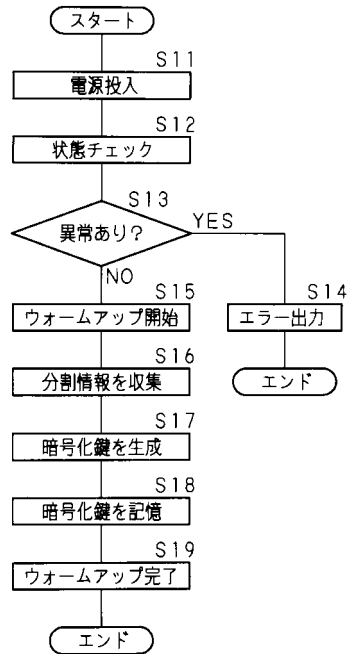 スタート
S11
電源投入
S12
状態チェック
S13
異常あり?
YES
NO
S15
ウォームアップ開始
S14
エラー出力
エンド
S16
分割情報を収集
S17
暗号化鍵を生成
S18
暗号化鍵を記憶
S19
ウォームアップ完了
エンド